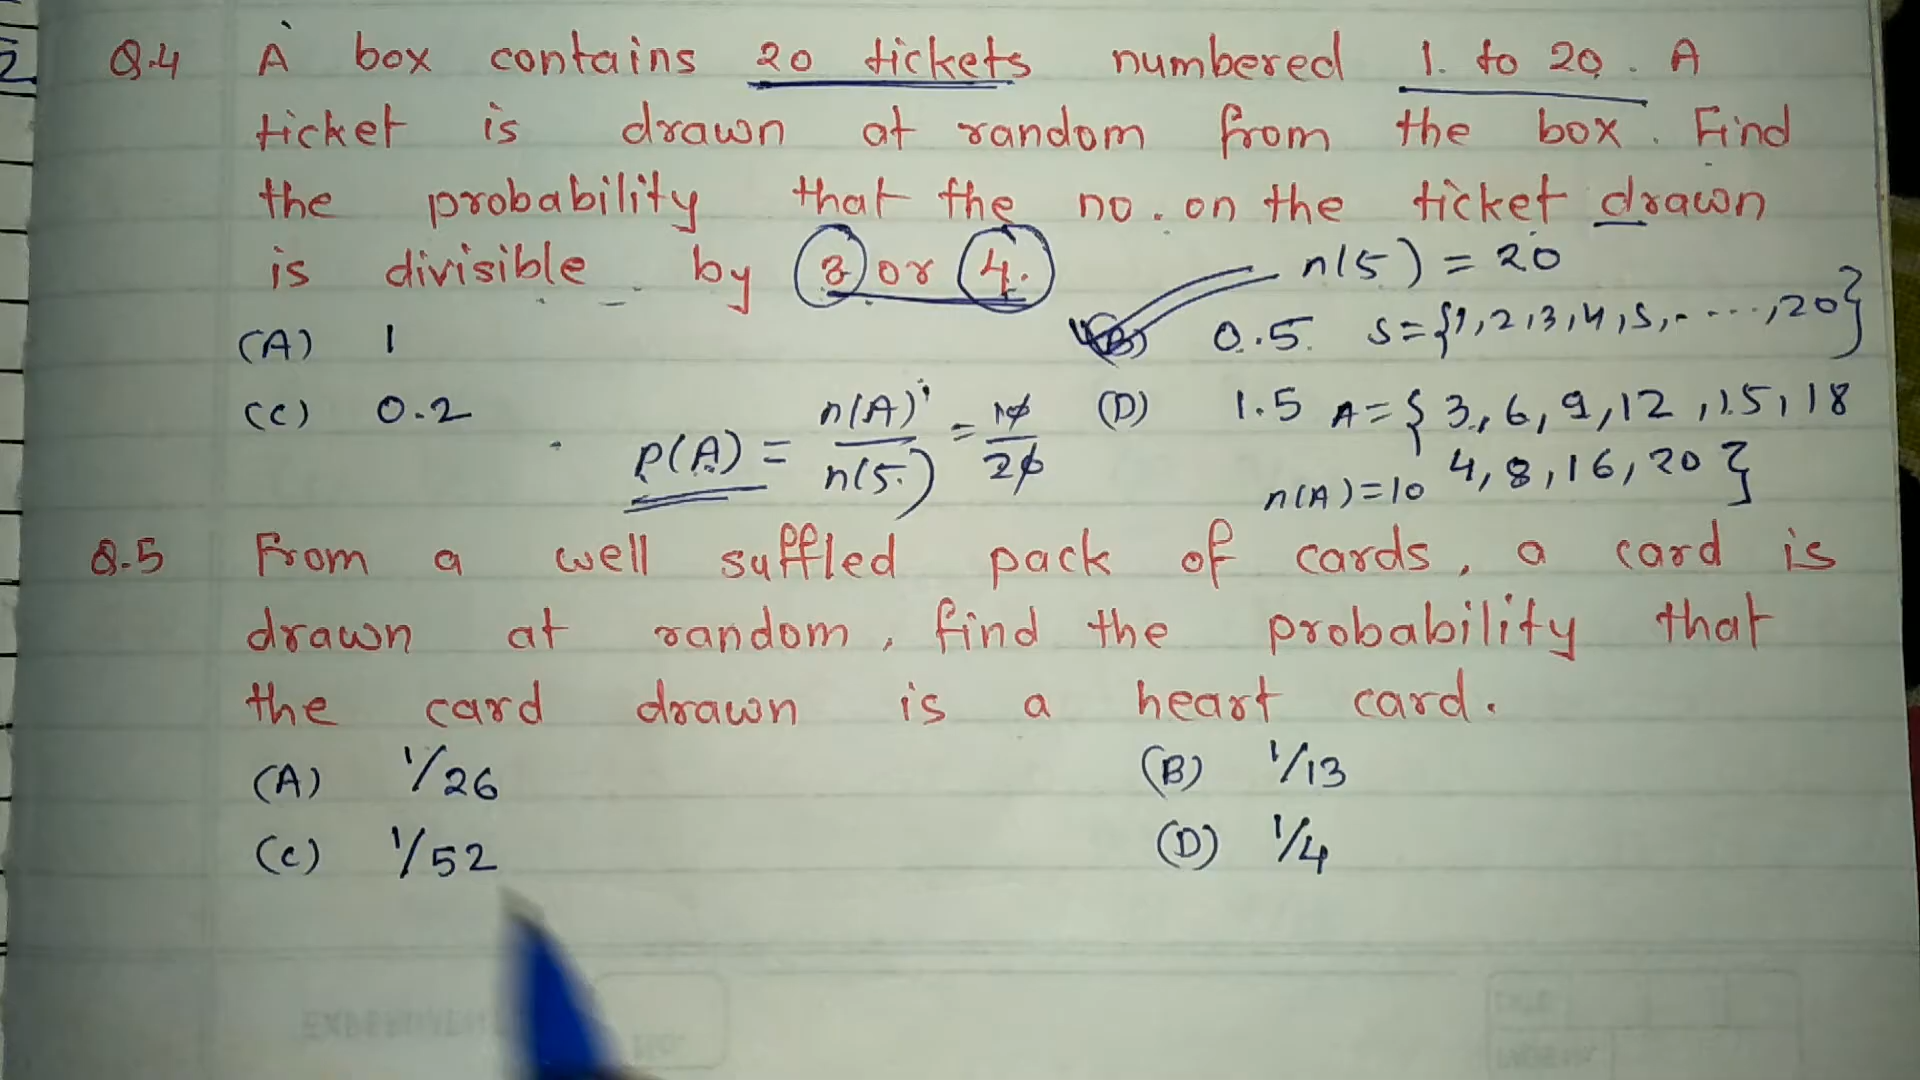 Q.4 A box contains 20 tickets numbered 1 to 20. A
ticket is drawn at random from the box. Find
the probability that the no. on the ticket drawn
is divisible by 3 or 4.
n(S) = 20
(A) 1
(B) 0.5
S={1,2,3,4,5,.....,20}
(C) 0.2
(D) 1.5
A={3,6,9,12,15,18
4,8,16,20}
n(A)=10
P(A) = n(A)/n(S) = 10/20
Q.5 From a well suffled pack of cards, a card is
drawn at random, find the probability that
the card drawn is a heart card.
(A) 1/26
(B) 1/13
(C) 1/52
(D) 1/4